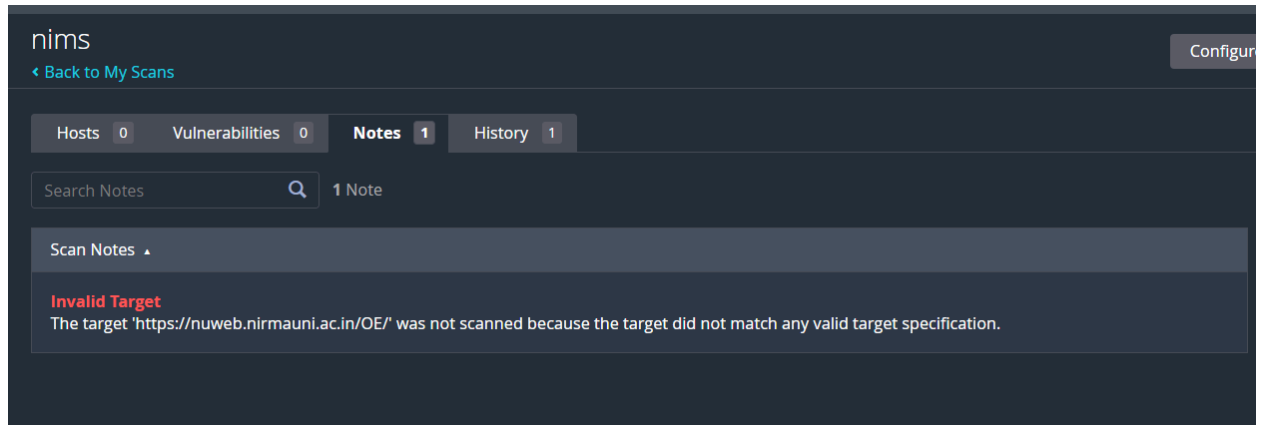 nims
Back to My Scans
Configur
Hosts 0 Vulnerabilities 0 Notes 1 History 1
Search Notes 1 Note
Scan Notes
Invalid Target
The target 'https://nuweb.nirmauni.ac.in/OE/' was not scanned because the target did not match any valid target specification.